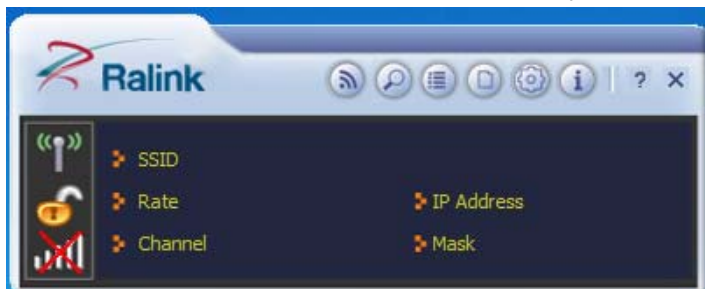 Ralink
? ×
SSID
Rate IP Address
Channel Mask